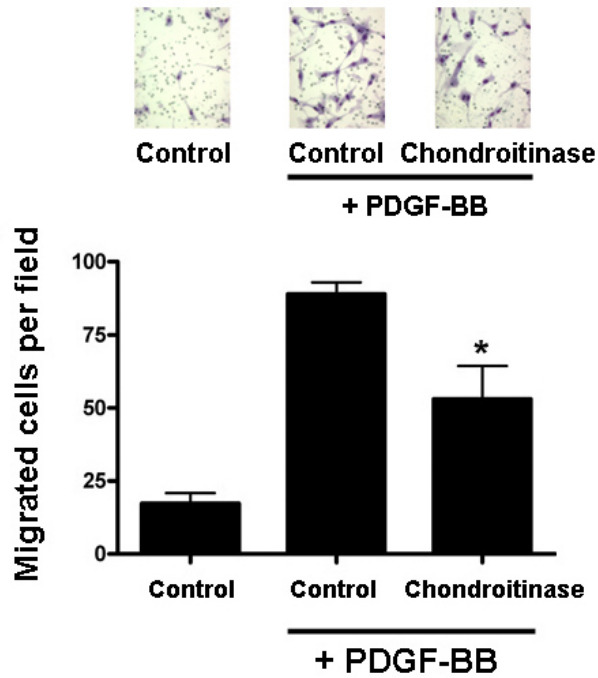 Control Control Chondroitinase
+ PDGF-BB
Migrated cells per field
100
75
50
*
25
0
Control Control Chondroitinase
+ PDGF-BB